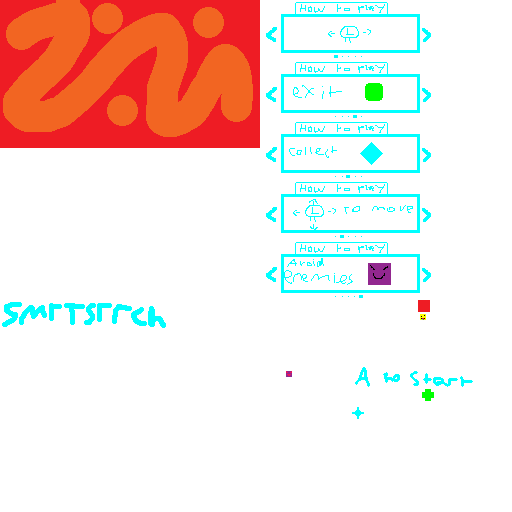 How to play
< ← L → >
How to play
< exit >
How to play
< collect >
How to play
< ← L → to move >
How to play
< Avoid
enemies >
A to start